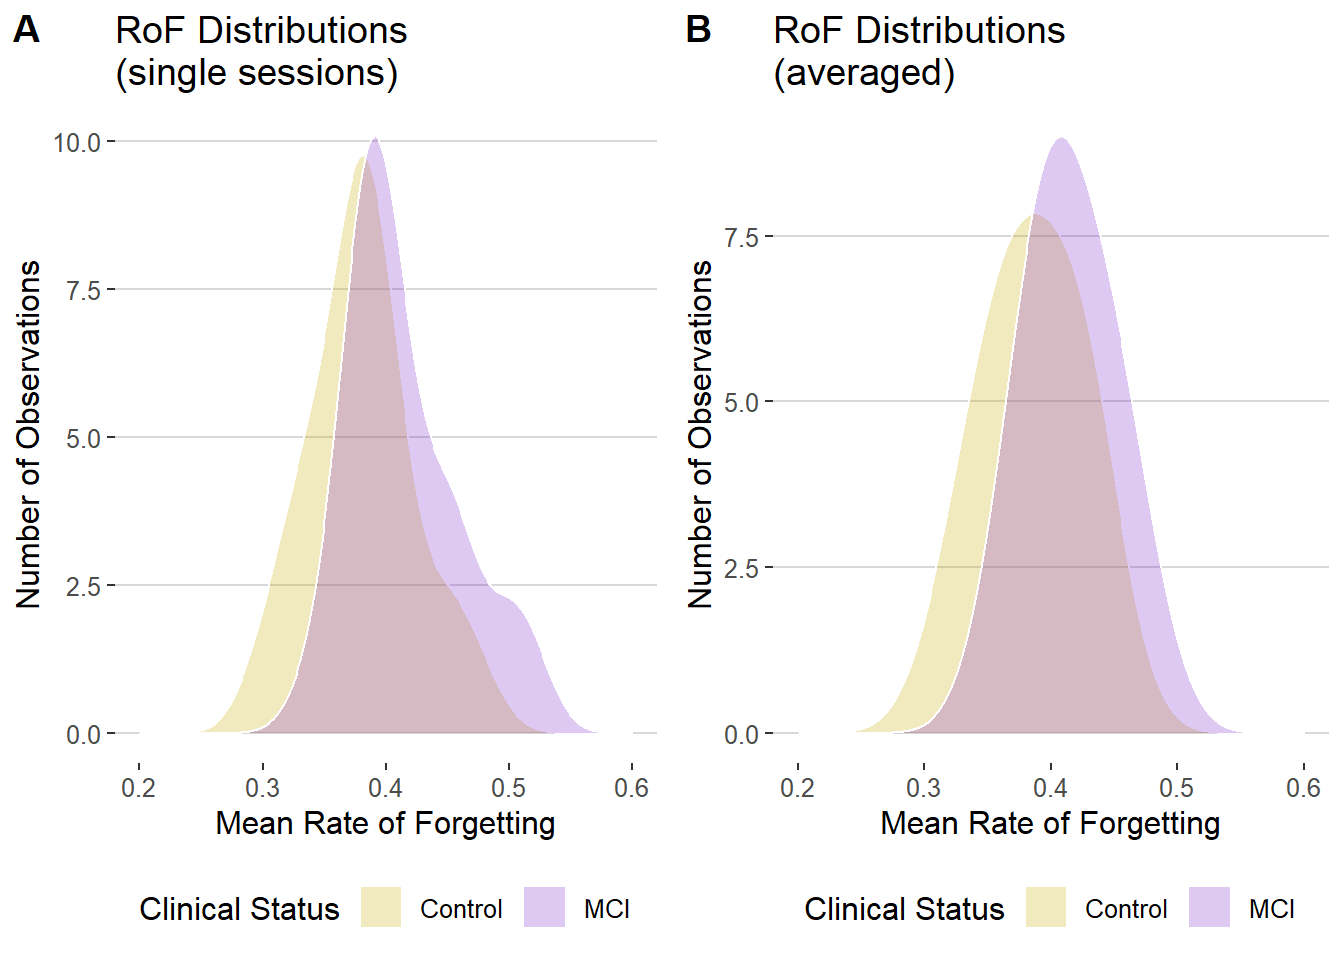 A
RoF Distributions
(single sessions)
10.0
7.5
5.0
2.5
0.0
Number of Observations
0.2 0.3 0.4 0.5 0.6
Mean Rate of Forgetting
Clinical Status Control MCI
B
RoF Distributions
(averaged)
7.5
5.0
2.5
0.0
Number of Observations
0.2 0.3 0.4 0.5 0.6
Mean Rate of Forgetting
Clinical Status Control MCI